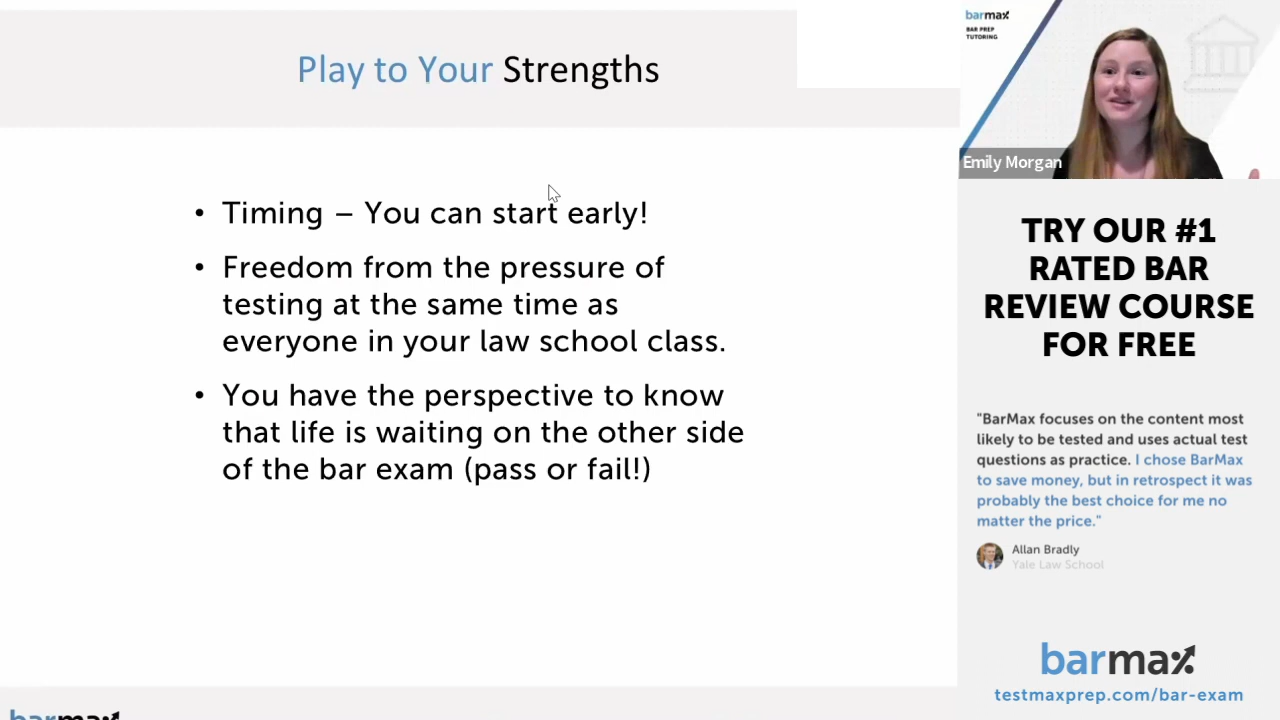 Play to Your Strengths
• Timing – You can start early!
• Freedom from the pressure of
testing at the same time as
everyone in your law school class.
• You have the perspective to know
that life is waiting on the other side
of the bar exam (pass or fail!)
barmax
barmax
BAR PREP
TUTORING
Emily Morgan
TRY OUR #1
RATED BAR
REVIEW COURSE
FOR FREE
"BarMax focuses on the content most
likely to be tested and uses actual test
questions as practice. I chose BarMax
to save money, but in retrospect it was
probably the best choice for me no
matter the price."
Allan Bradly
Yale Law School
barmax
testmaxprep.com/bar-exam